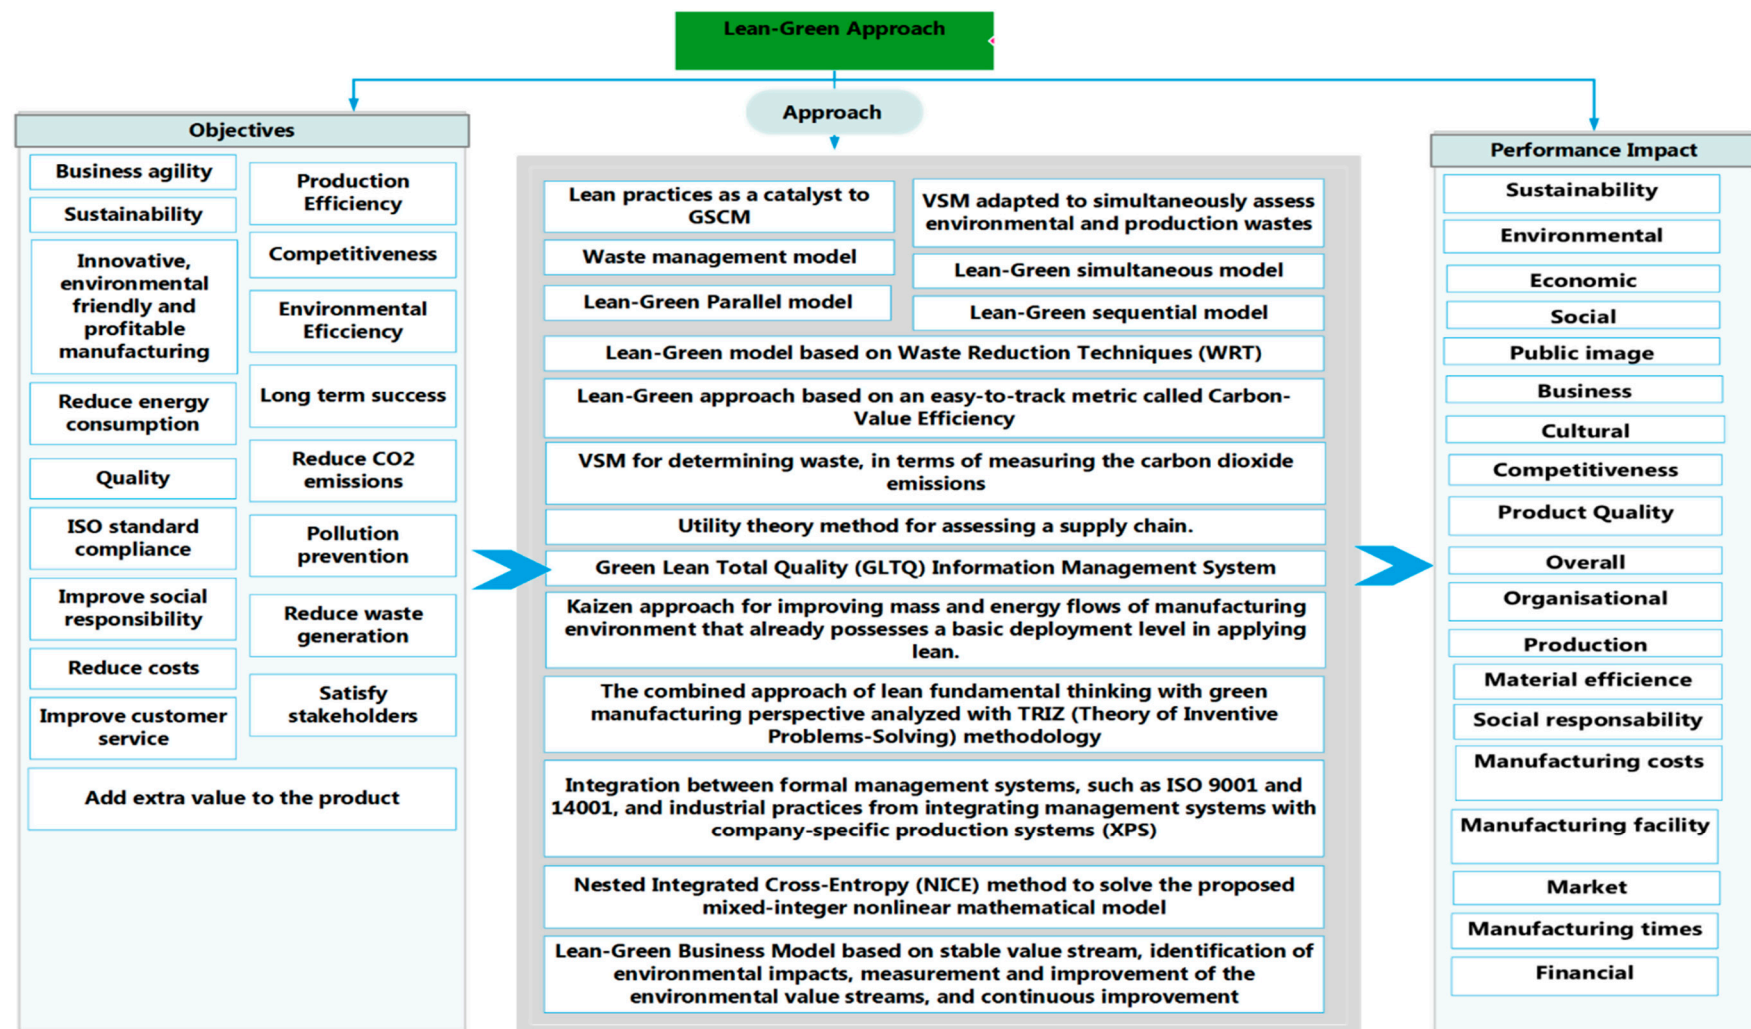 Lean-Green Approach
Approach
Objectives
Business agility
Sustainability
Innovative,
environmental
friendly and
profitable
manufacturing
Reduce energy
consumption
Quality
ISO standard
compliance
Improve social
responsibility
Reduce costs
Improve customer
service
Production
Efficiency
Competitiveness
Environmental
Eficciency
Long term success
Reduce CO2
emissions
Pollution
prevention
Reduce waste
generation
Satisfy
stakeholders
Add extra value to the product
Lean practices as a catalyst to
GSCM
Waste management model
Lean-Green Parallel model
VSM adapted to simultaneously assess
environmental and production wastes
Lean-Green simultaneous model
Lean-Green sequential model
Lean-Green model based on Waste Reduction Techniques (WRT)
Lean-Green approach based on an easy-to-track metric called Carbon-
Value Efficiency
VSM for determining waste, in terms of measuring the carbon dioxide
emissions
Utility theory method for assessing a supply chain.
Green Lean Total Quality (GLTQ) Information Management System
Kaizen approach for improving mass and energy flows of manufacturing
environment that already possesses a basic deployment level in applying
lean.
The combined approach of lean fundamental thinking with green
manufacturing perspective analyzed with TRIZ (Theory of Inventive
Problems-Solving) methodology
Integration between formal management systems, such as ISO 9001 and
14001, and industrial practices from integrating management systems with
company-specific production systems (XPS)
Nested Integrated Cross-Entropy (NICE) method to solve the proposed
mixed-integer nonlinear mathematical model
Lean-Green Business Model based on stable value stream, identification of
environmental impacts, measurement and improvement of the
environmental value streams, and continuous improvement
Performance Impact
Sustainability
Environmental
Economic
Social
Public image
Business
Cultural
Competitiveness
Product Quality
Overall
Organisational
Production
Material efficience
Social responsability
Manufacturing costs
Manufacturing facility
Market
Manufacturing times
Financial